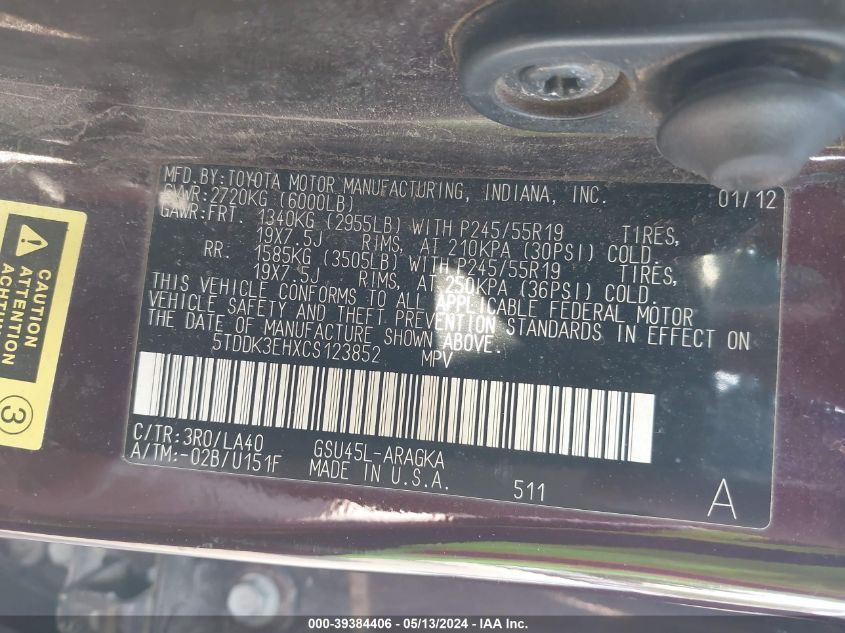 MFD.BY:TOYOTA MOTOR MANUFACTURING, INDIANA, INC. 01/12
GVWR:2720KG (6000LB)
GAWR:FRT. 1340KG (2955LB) WITH P245/55R19 TIRES,
19X7.5J RIMS, AT 210KPA (30PSI) COLD.
RR. 1585KG (3505LB) WITH P245/55R19 TIRES,
19X7.5J RIMS, AT 250KPA (36PSI) COLD.
THIS VEHICLE CONFORMS TO ALL APPLICABLE FEDERAL MOTOR
VEHICLE SAFETY AND THEFT PREVENTION STANDARDS IN EFFECT ON
THE DATE OF MANUFACTURE SHOWN ABOVE.
5TDDK3EHXCS123852 MPV
C/TR:3R0/LA40 GSU45L-ARAGKA
A/TM:-02B/U151F MADE IN U.S.A. 511 A
CAUTION
ATTENTION
ACHTUNG
3
000-39384406 - 05/13/2024 - IAA Inc.